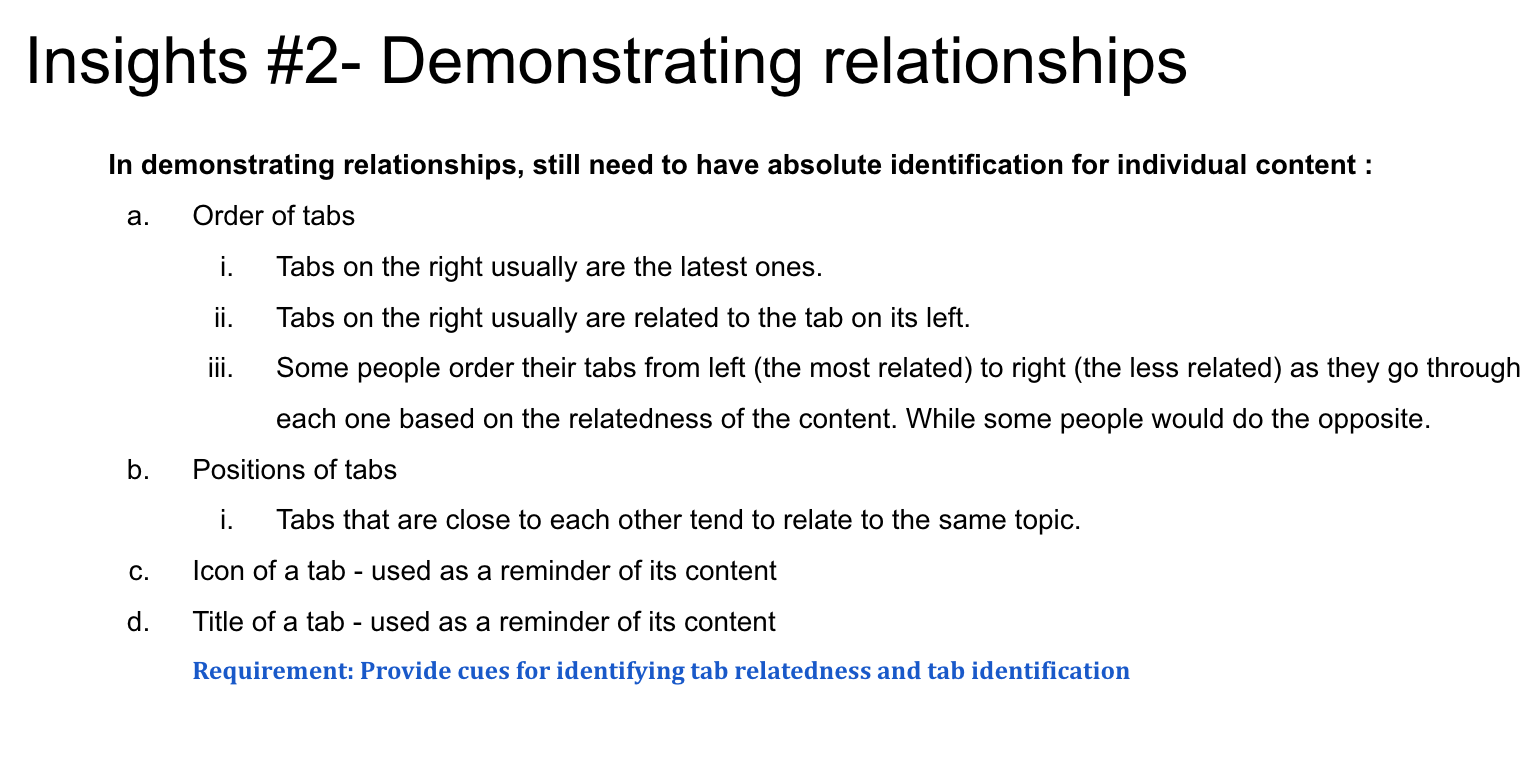 Insights #2- Demonstrating relationships
In demonstrating relationships, still need to have absolute identification for individual content :
a. Order of tabs
i. Tabs on the right usually are the latest ones.
ii. Tabs on the right usually are related to the tab on its left.
iii. Some people order their tabs from left (the most related) to right (the less related) as they go through
each one based on the relatedness of the content. While some people would do the opposite.
b. Positions of tabs
i. Tabs that are close to each other tend to relate to the same topic.
c. Icon of a tab - used as a reminder of its content
d. Title of a tab - used as a reminder of its content
Requirement: Provide cues for identifying tab relatedness and tab identification